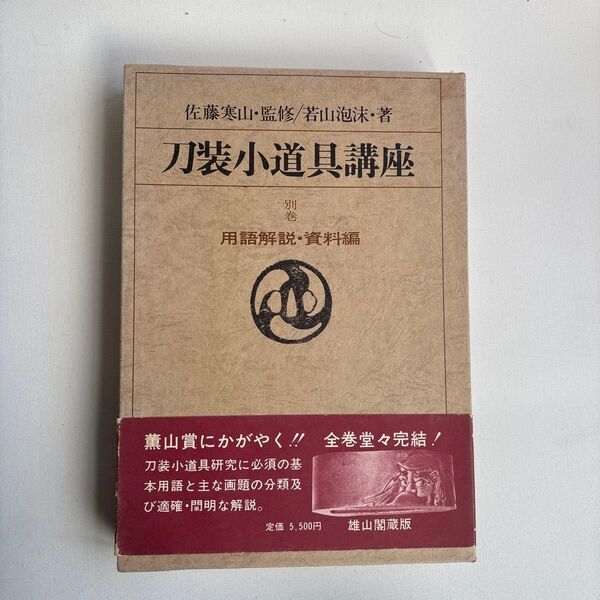 佐藤寒山・監修/若山泡沫・著
刀装小道具講座
別巻
用語解説・資料編
薫山賞にかがやく!!
全巻堂々完結!
刀装小道具研究に必須の基
本用語と主な画題の分類及
び適確・閒明な解説。
定価 5,500円
雄山閣蔵版